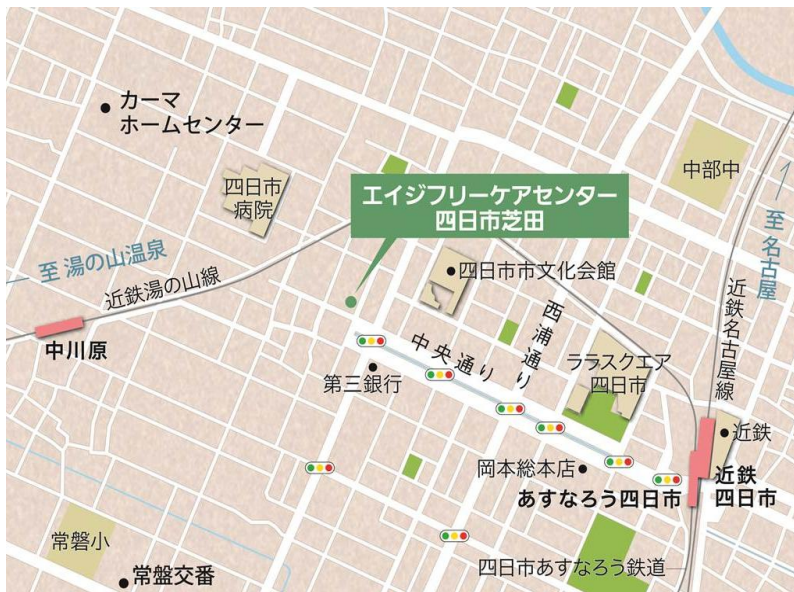 カーマ
ホームセンター
中部中
四日市
病院
エイジフリーケアセンター
四日市芝田
至 名古屋
至 湯の山温泉
近鉄湯の山線
四日市市文化会館
近鉄名古屋線
西浦通り
中川原
中央通り
ララスクエア
四日市
第三銀行
近鉄
岡本総本店
近鉄
四日市
あすなろう四日市
常磐小
四日市あすなろう鉄道
常盤交番